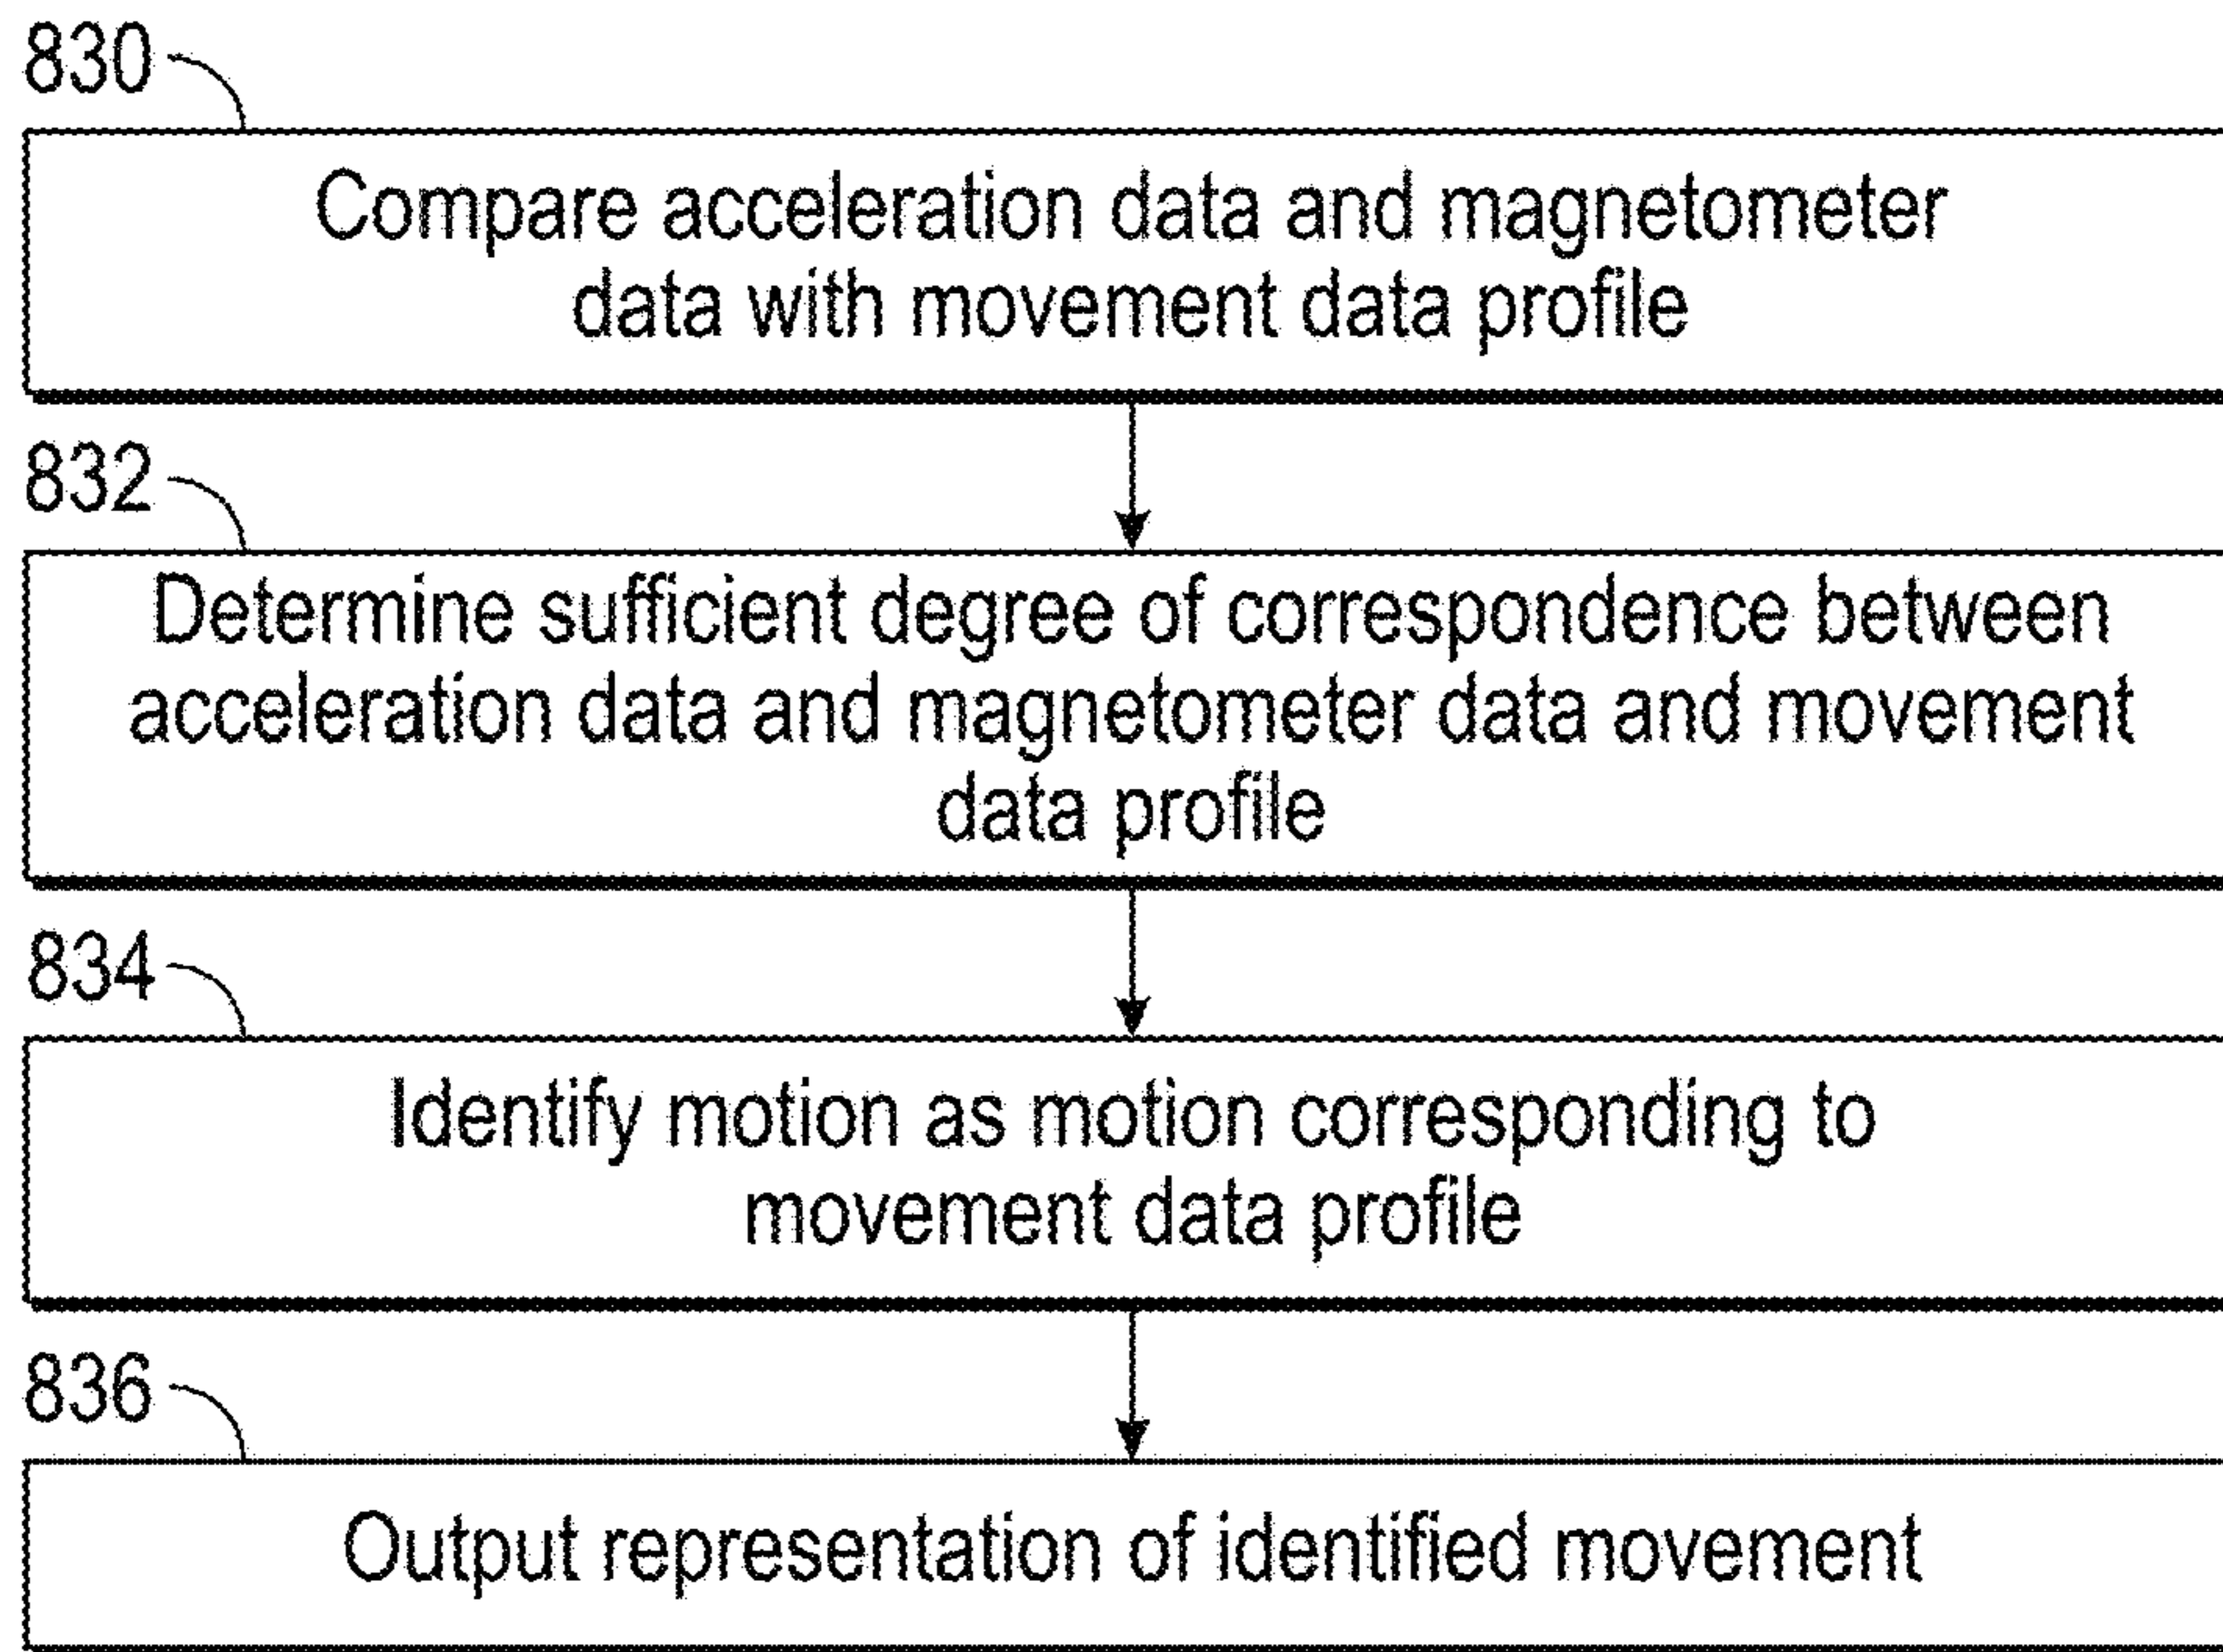 830
Compare acceleration data and magnetometer
data with movement data profile
832
Determine sufficient degree of correspondence between
acceleration data and magnetometer data and movement
data profile
834
Identify motion as motion corresponding to
movement data profile
836
Output representation of identified movement